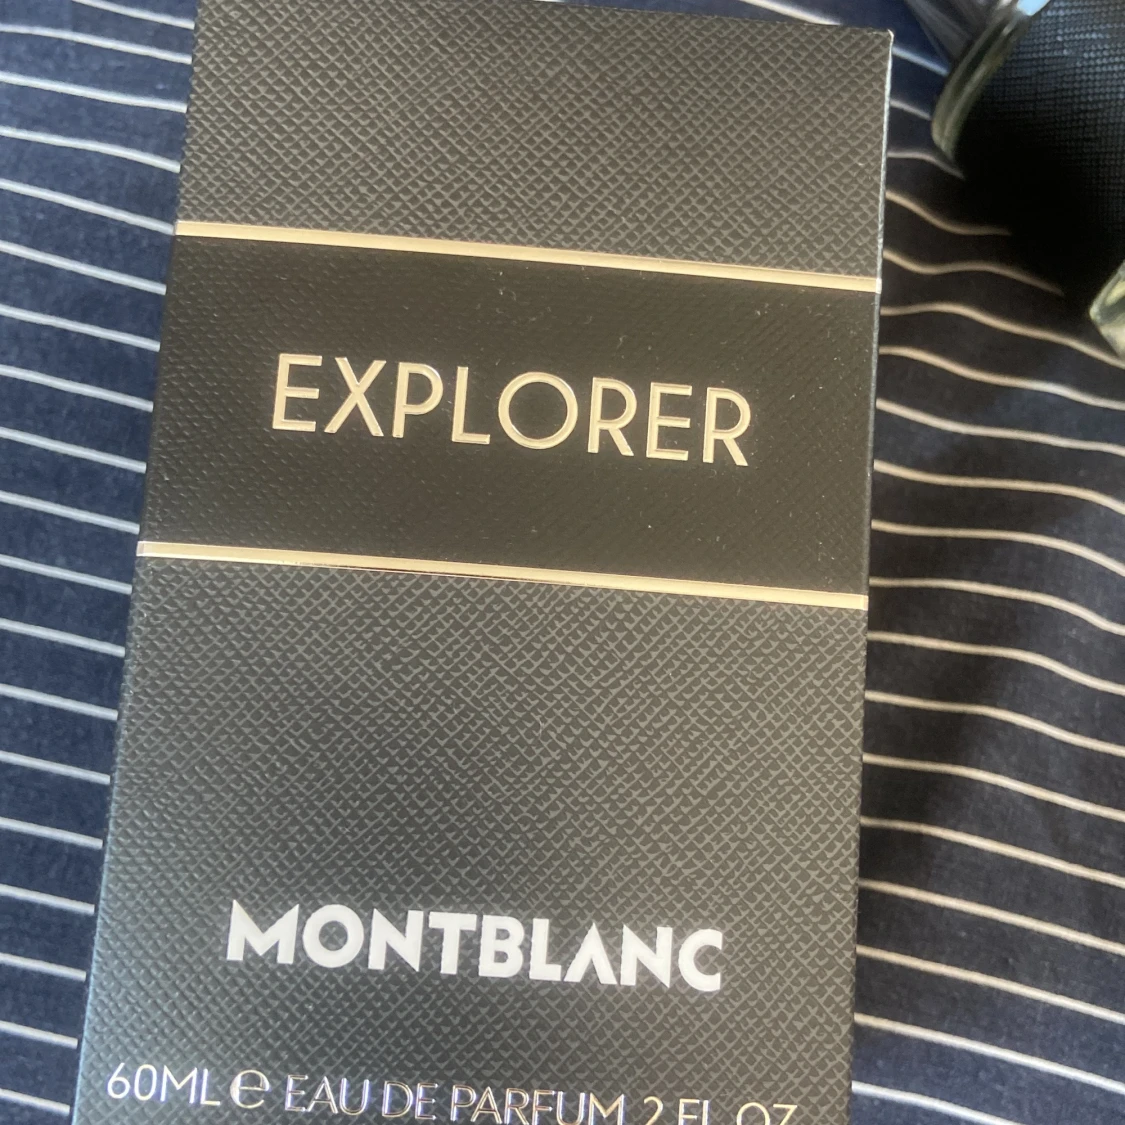 EXPLORER
MONTBLANC
60ML e EAU DE PARFUM 2 FL OZ